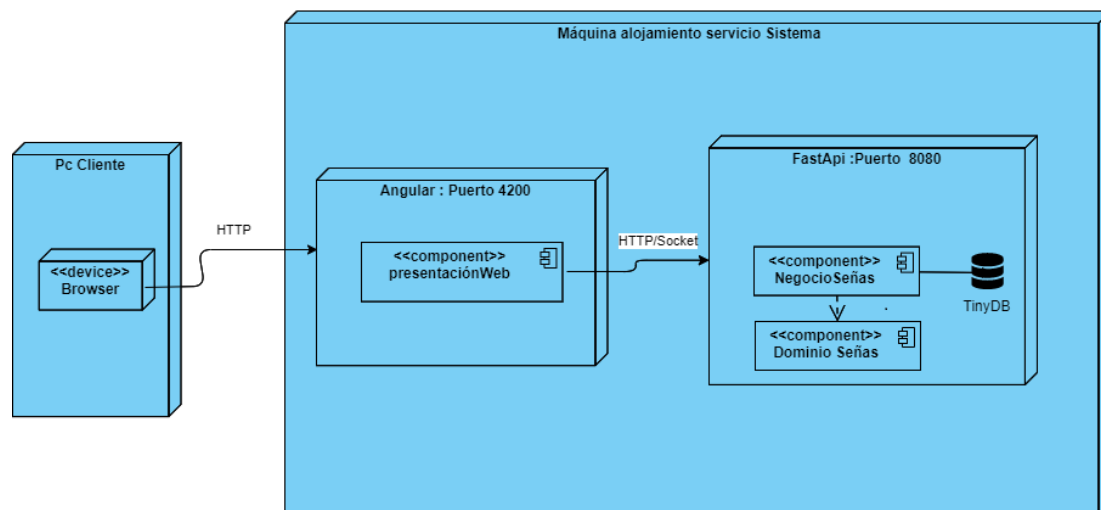 Máquina alojamiento servicio Sistema
Pc Cliente
<<device>>
Browser
HTTP
Angular : Puerto 4200
<<component>>
presentaciónWeb
HTTP/Socket
FastApi :Puerto 8080
<<component>>
NegocioSeñas
TinyDB
<<component>>
Dominio Señas